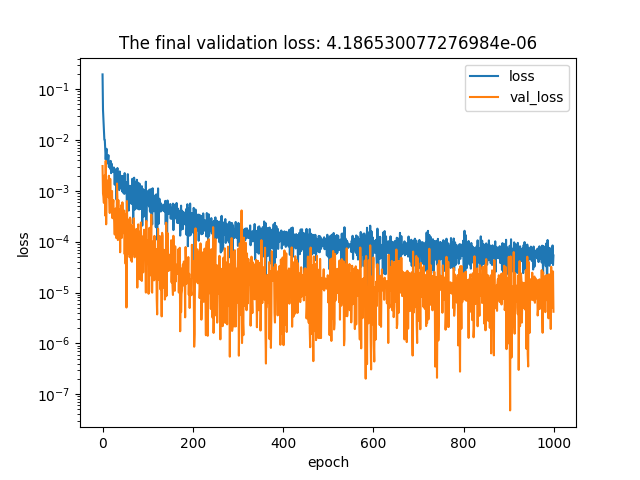 The final validation loss: 4.186530077276984e-06
loss
val_loss
10⁻¹
10⁻²
10⁻³
10⁻⁴
10⁻⁵
10⁻⁶
10⁻⁷
loss
0 200 400 600 800 1000
epoch